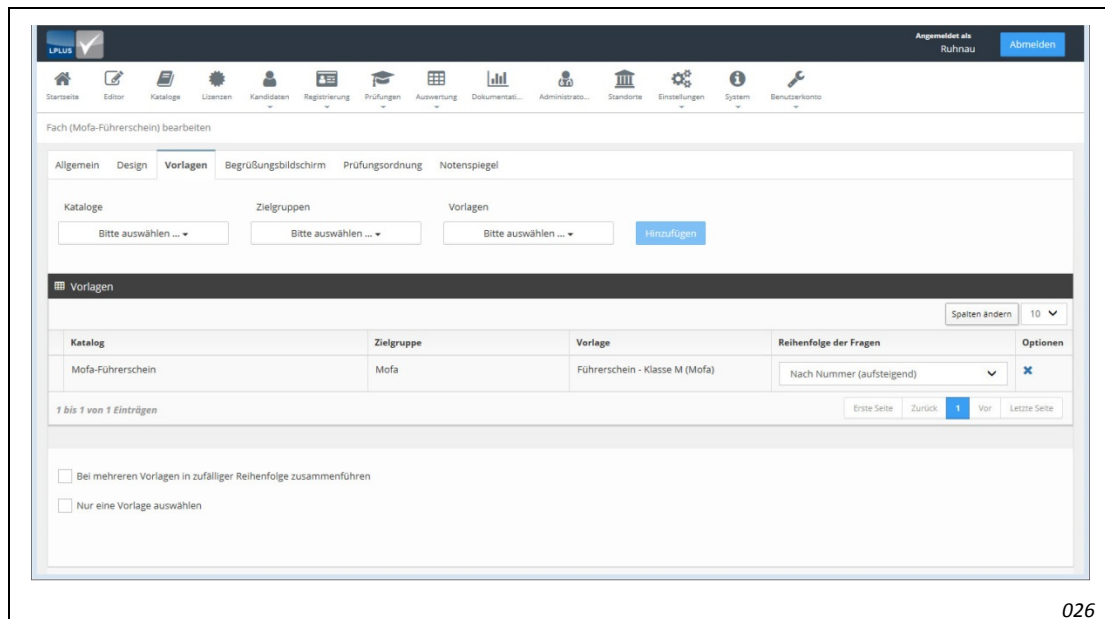 Angemeldet als
LPLUS Ruhnau Abmelden
Startseite Editor Kataloge Lizenzen Kandidaten Registrierung Prüfungen Auswertung Dokumentati... Administrato... Standorte Einstellungen System Benutzerkonto
Fach (Mofa-Führerschein) bearbeiten
Allgemein Design Vorlagen Begrüßungsbildschirm Prüfungsordnung Notenspiegel
Kataloge Zielgruppen Vorlagen
Bitte auswählen ... Bitte auswählen ... Bitte auswählen ... Hinzufügen
Vorlagen
Spalten ändern 10
Katalog Zielgruppe Vorlage Reihenfolge der Fragen Optionen
Mofa-Führerschein Mofa Führerschein - Klasse M (Mofa) Nach Nummer (aufsteigend)
1 bis 1 von 1 Einträgen Erste Seite Zurück 1 Vor Letzte Seite
Bei mehreren Vorlagen in zufälliger Reihenfolge zusammenführen
Nur eine Vorlage auswählen
026